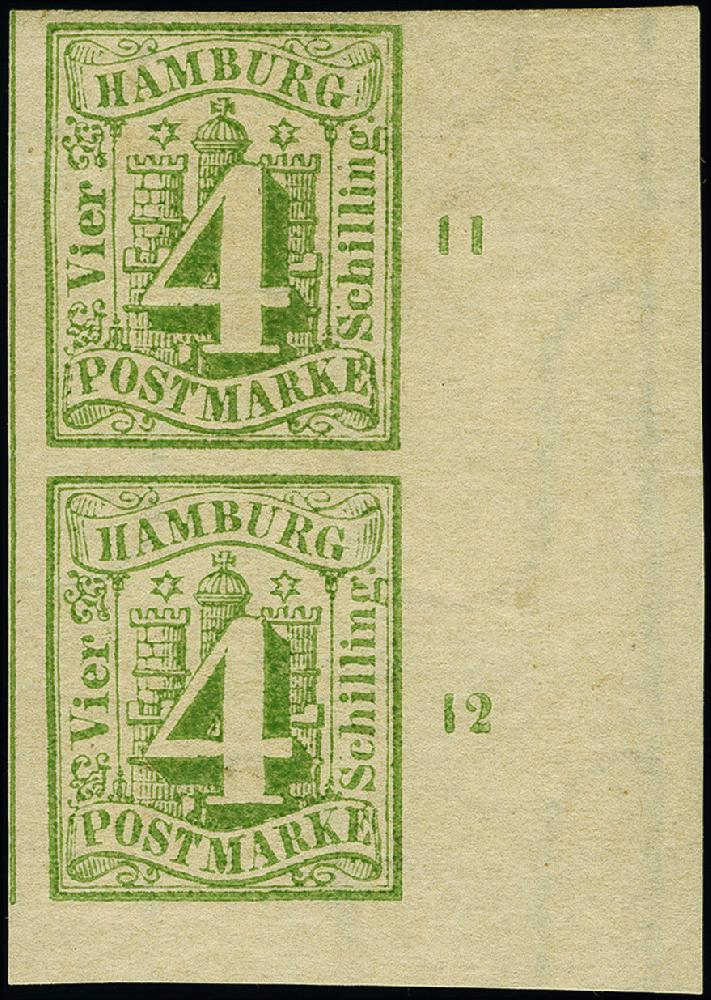 HAMBURG
Vier
4
Schilling.
POSTMARKE
11
HAMBURG
Vier
4
Schilling.
POSTMARKE
12